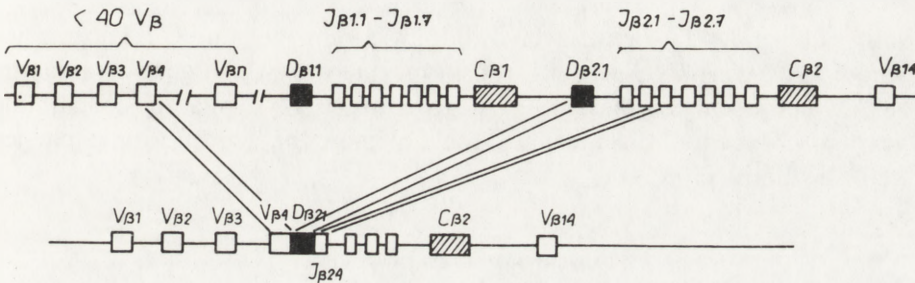 < 40 Vβ Jβ1.1 – Jβ1.7 Jβ2.1 – Jβ2.7
Vβ1 Vβ2 Vβ3 Vβ4 Vβn Dβ1.1 Cβ1 Dβ2.1 Cβ2 Vβ14
Vβ1 Vβ2 Vβ3 Vβ4 Dβ2.1 Cβ2 Vβ14
Jβ2.4